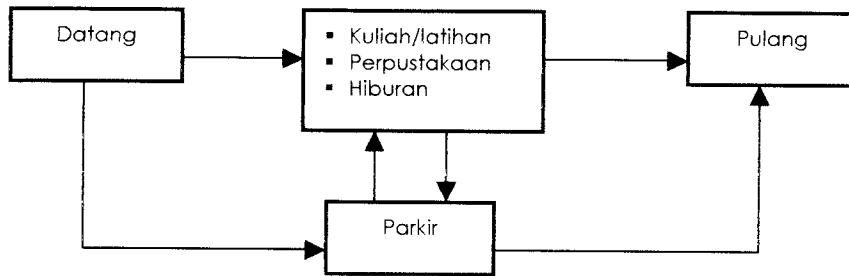 Datang
▪ Kuliah/latihan
▪ Perpustakaan
▪ Hiburan
Pulang
Parkir